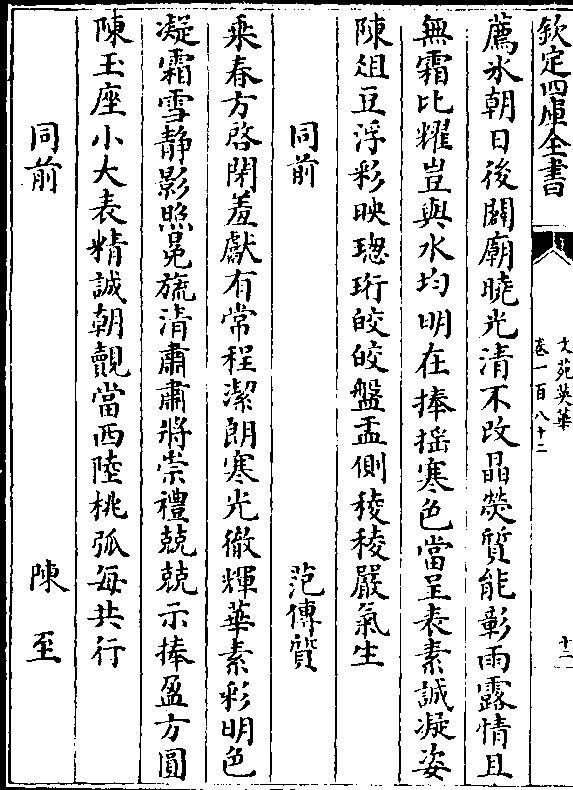 欽定四庫全書
文苑英華
卷一百八十二
十二
薦氷朝日後闢廟曉光清不改晶熒質能彰雨露情且
無霜比耀豈與水均明在捧揺寒色當呈表素誠凝姿
陳俎豆浮彩映璁珩皎皎盤盂側稜稜嚴氣生
同前
范傳質
乗春方啓閉羞獻有常程潔朗寒光徹輝華素彩明色
凝霜雪静影照冕旒清肅肅將崇禮兢兢示捧盈方圓
陳玉座小大表精誠朝覿當西陸桃弧每共行
同前
陳至